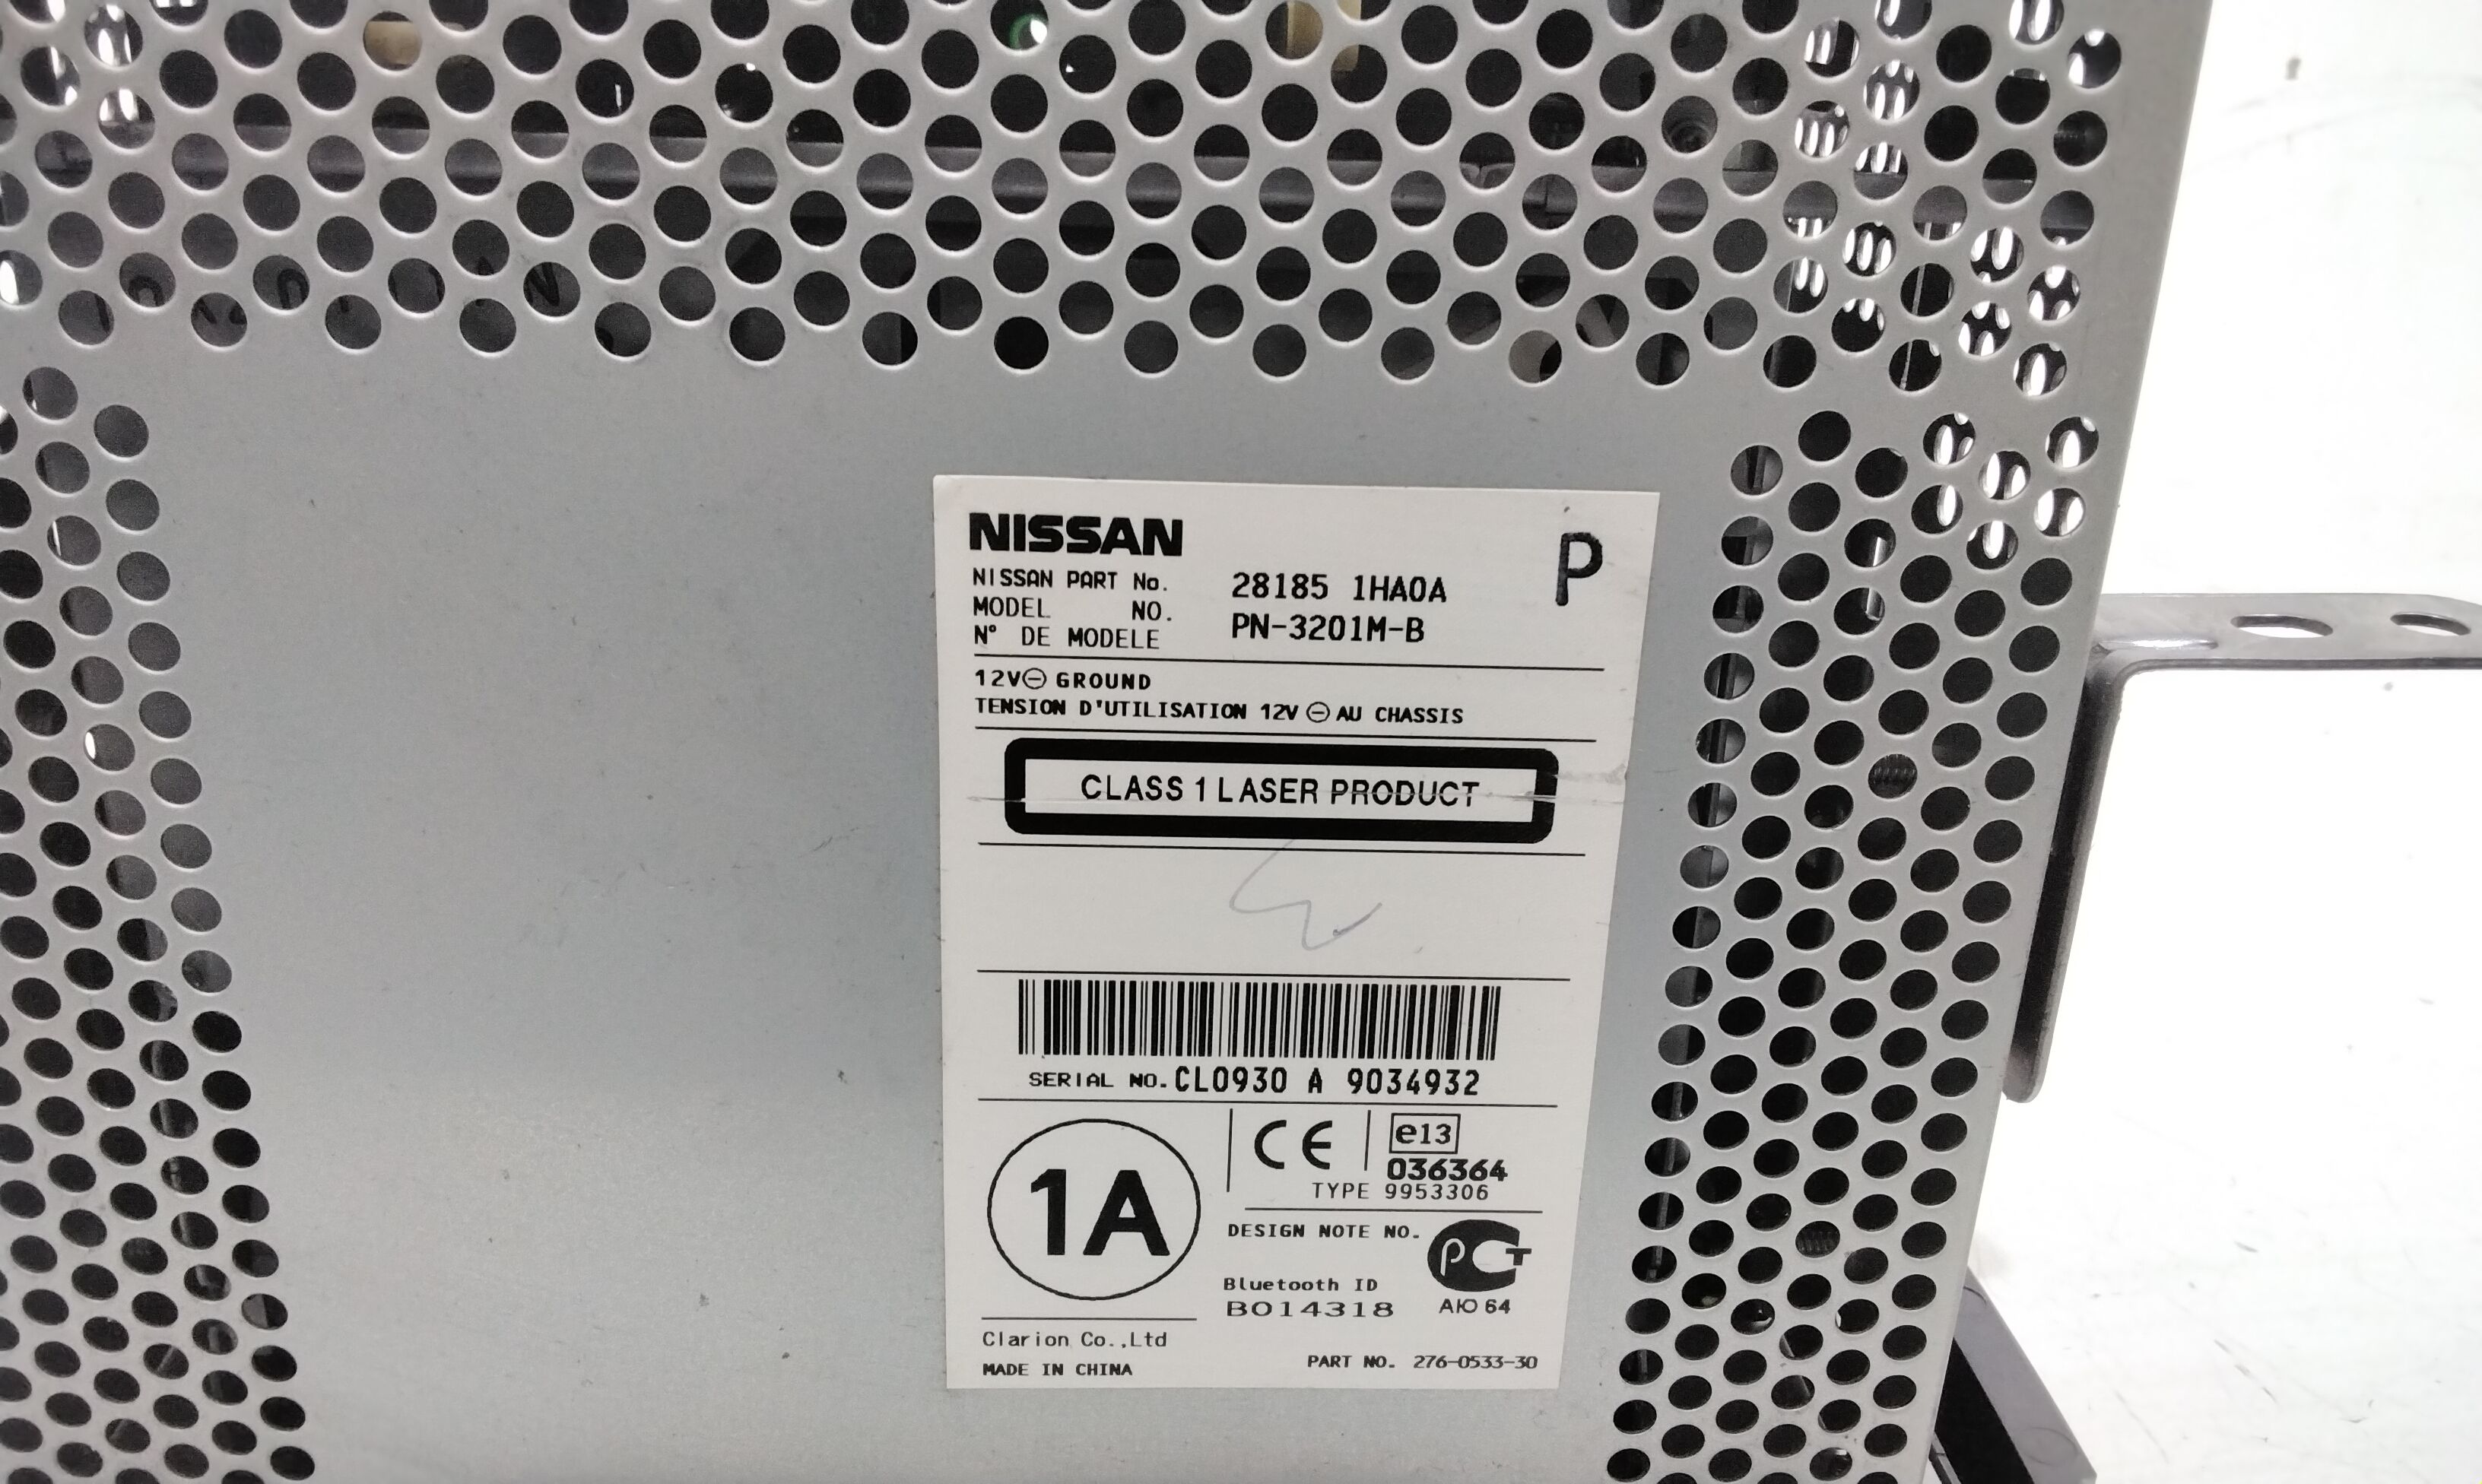 NISSAN
P
NISSAN PART No. 28185 1HA0A
MODEL NO. PN-3201M-B
N° DE MODELE
12V⊖ GROUND
TENSION D'UTILISATION 12V ⊖ AU CHASSIS
CLASS 1 LASER PRODUCT
SERIAL NO. CL0930 A 9034932
1A
CE
e13
036364
TYPE 9953306
DESIGN NOTE NO.
PCT
Bluetooth ID
B014318
АЮ 64
Clarion Co.,Ltd
MADE IN CHINA
PART NO. 276-0533-30